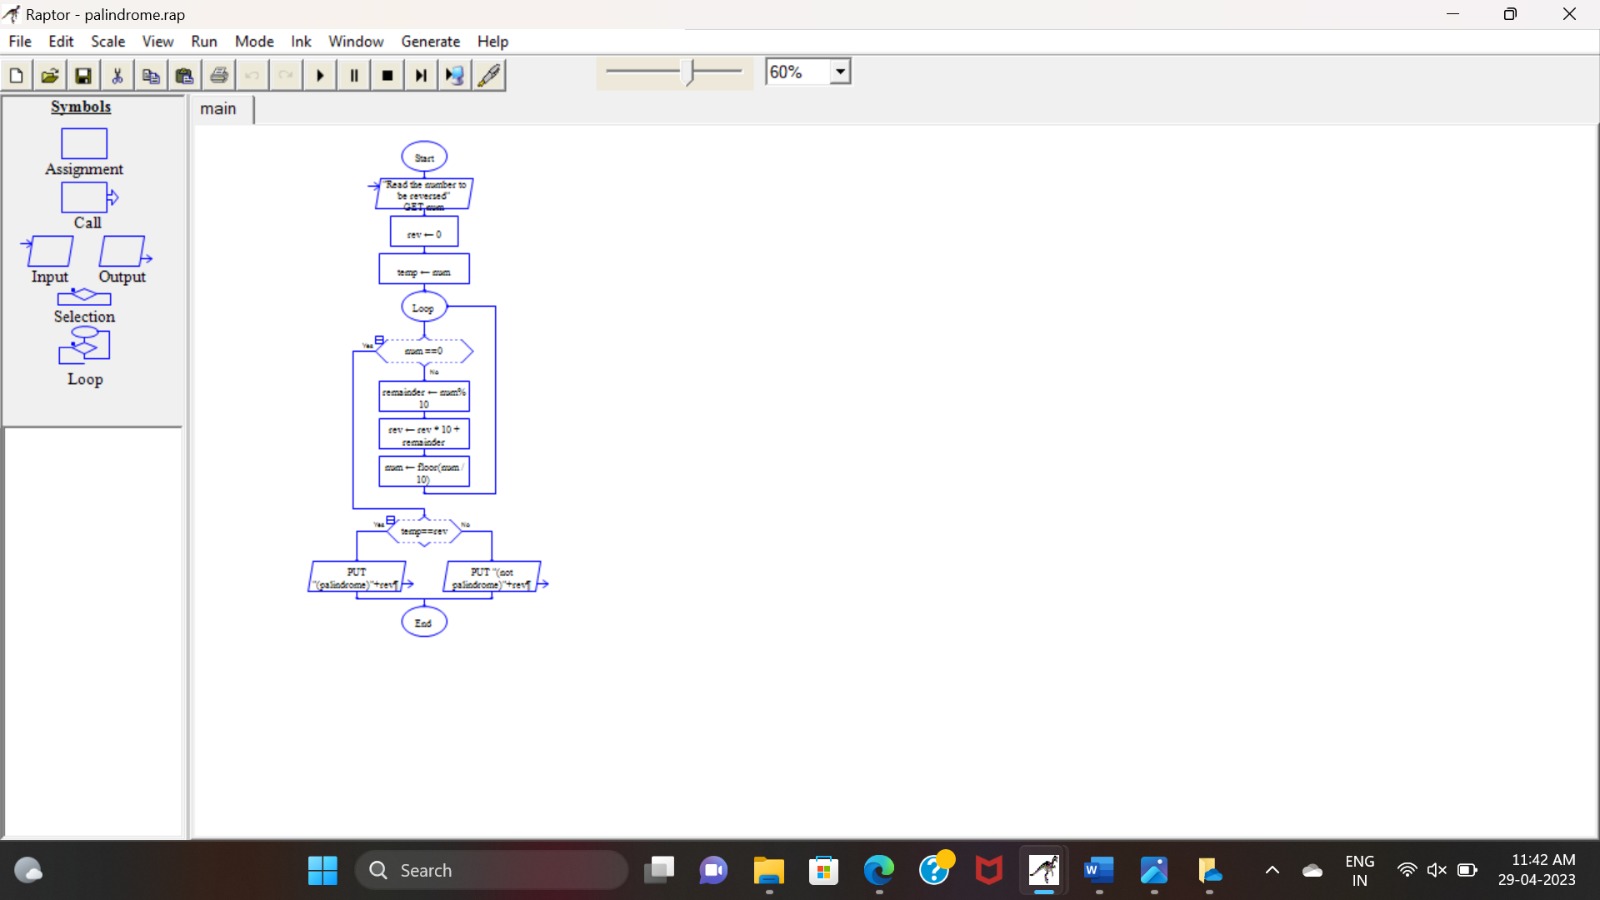 Raptor - palindrome.rap
File Edit Scale View Run Mode Ink Window Generate Help
60%
Symbols
Assignment
Call
Input Output
Selection
Loop
main
Start
"Read the number to
be reversed"
GET num
rev ← 0
temp ← num
Loop
Yes
num ==0
No
remainder ← num%
10
rev ← rev * 10 +
remainder
num ← floor(num /
10)
Yes
temp==rev
No
PUT
"(palindrome)"+rev¶
PUT "(not
palindrome)"+rev¶
End
Search
ENG
IN
11:42 AM
29-04-2023